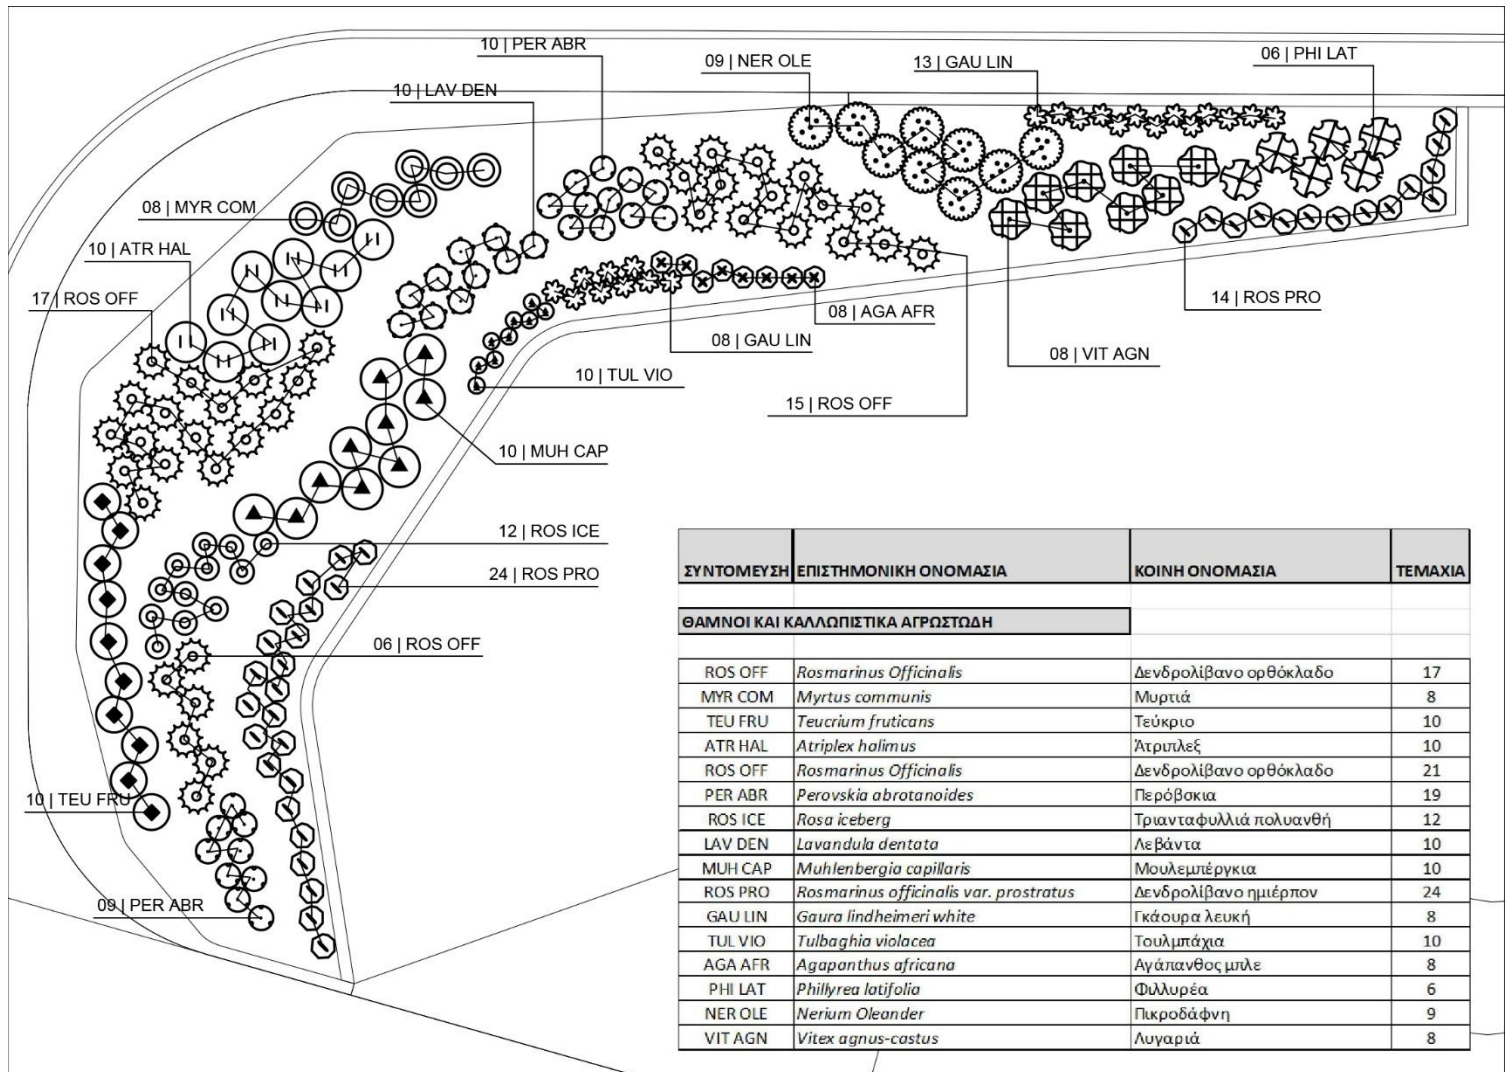 10 | PER ABR
09 | NER OLE
13 | GAU LIN
06 | PHI LAT
10 | LAV DEN
08 | MYR COM
10 | ATR HAL
17 | ROS OFF
14 | ROS PRO
08 | AGA AFR
08 | GAU LIN
08 | VIT AGN
10 | TUL VIO
15 | ROS OFF
10 | MUH CAP
12 | ROS ICE
24 | ROS PRO
06 | ROS OFF
10 | TEU FRU
09 | PER ABR
ΣΥΝΤΟΜΕΥΣΗ ΕΠΙΣΤΗΜΟΝΙΚΗ ΟΝΟΜΑΣΙΑ ΚΟΙΝΗ ΟΝΟΜΑΣΙΑ ΤΕΜΑΧΙΑ
ΘΑΜΝΟΙ ΚΑΙ ΚΑΛΛΩΠΙΣΤΙΚΑ ΑΓΡΩΣΤΩΔΗ
ROS OFF Rosmarinus Officinalis Δενδρολίβανο ορθόκλαδο 17
MYR COM Myrtus communis Μυρτιά 8
TEU FRU Teucrium fruticans Τεύκριο 10
ATR HAL Atriplex halimus Άτριπλεξ 10
ROS OFF Rosmarinus Officinalis Δενδρολίβανο ορθόκλαδο 21
PER ABR Perovskia abrotanoides Περόβσκια 19
ROS ICE Rosa iceberg Τριανταφυλλιά πολυανθή 12
LAV DEN Lavandula dentata Λεβάντα 10
MUH CAP Muhlenbergia capillaris Μουλεμπέργκια 10
ROS PRO Rosmarinus officinalis var. prostratus Δενδρολίβανο ημιέρπον 24
GAU LIN Gaura lindheimeri white Γκάουρα λευκή 8
TUL VIO Tulbaghia violacea Τουλμπάχια 10
AGA AFR Agapanthus africana Αγάπανθος μπλε 8
PHI LAT Phillyrea latifolia Φιλλυρέα 6
NER OLE Nerium Oleander Πικροδάφνη 9
VIT AGN Vitex agnus-castus Λυγαριά 8